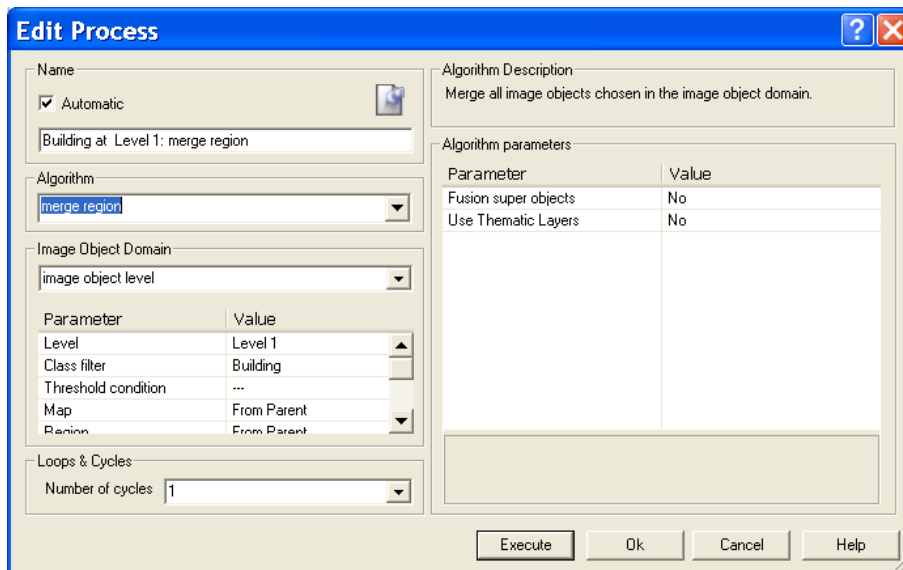 Edit Process
Name
Automatic
Building at  Level 1: merge region
Algorithm
merge region
Image Object Domain
image object level
Parameter Value
Level Level 1
Class filter Building
Threshold condition ---
Map From Parent
Region From Parent
Loops & Cycles
Number of cycles 1
Algorithm Description
Merge all image objects chosen in the image object domain.
Algorithm parameters
Parameter Value
Fusion super objects No
Use Thematic Layers No
Execute Ok Cancel Help